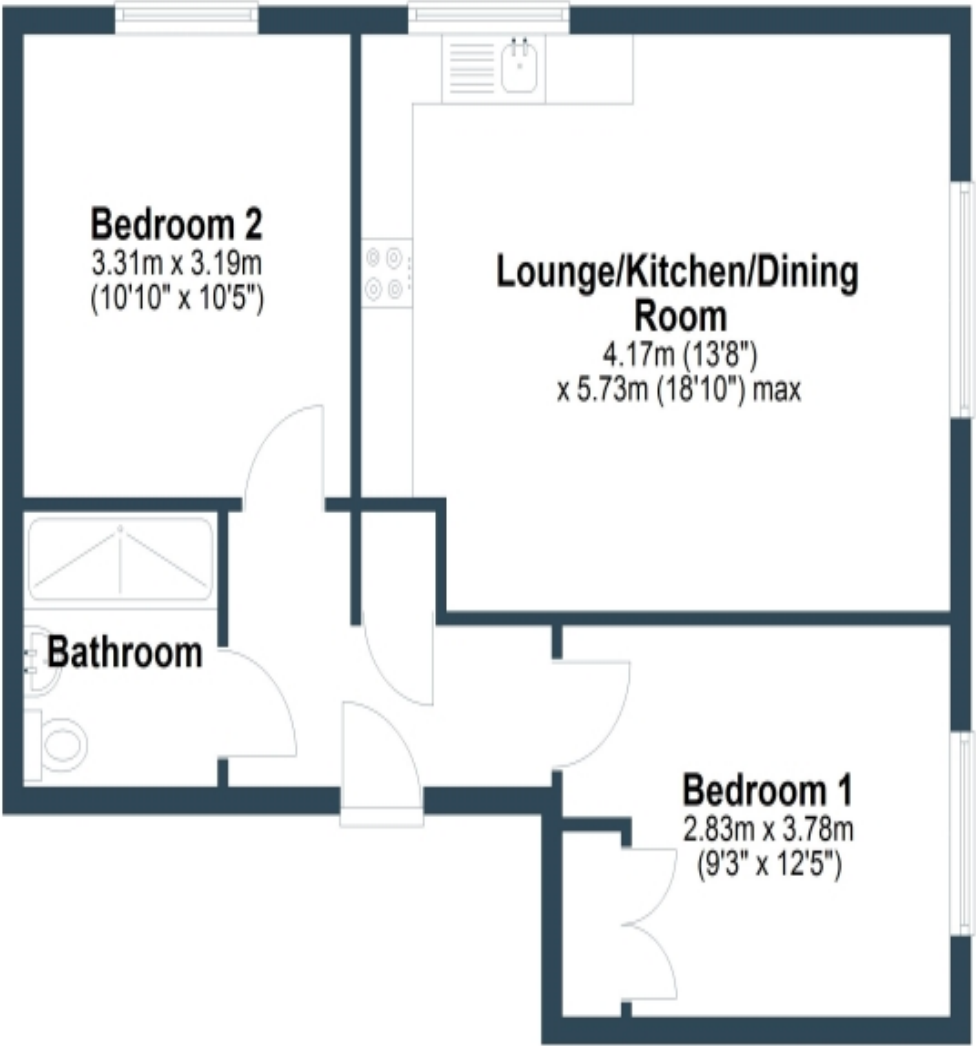 Bedroom 2
3.31m x 3.19m
(10'10" x 10'5")
Lounge/Kitchen/Dining
Room
4.17m (13'8")
x 5.73m (18'10") max
Bathroom
Bedroom 1
2.83m x 3.78m
(9'3" x 12'5")